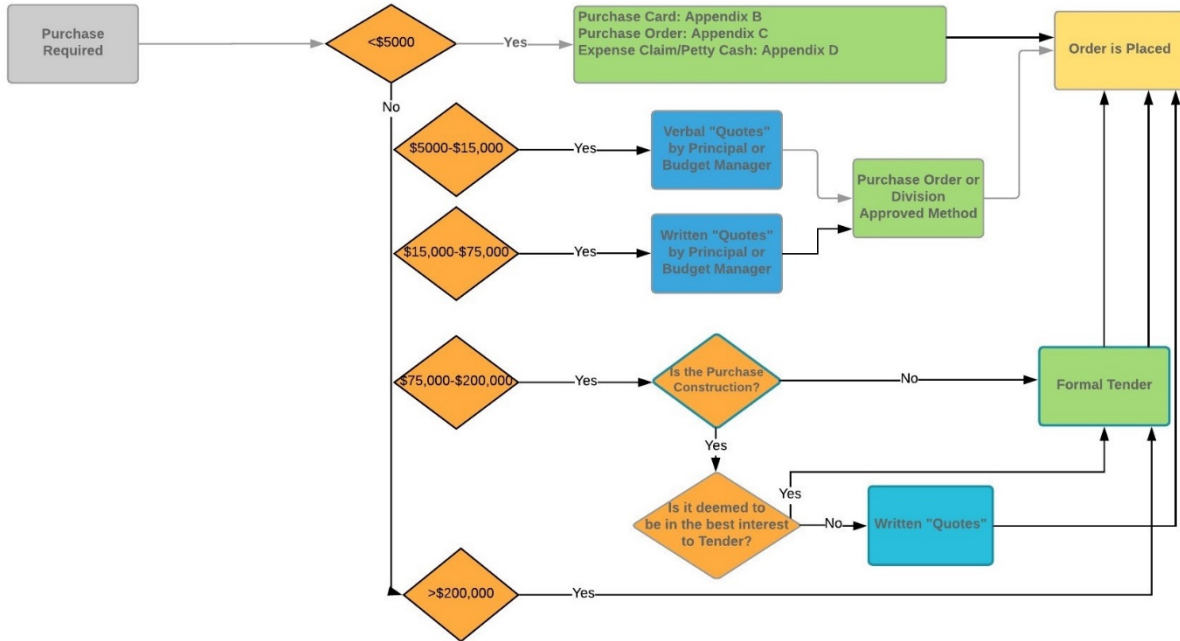 Purchase
Required
<$5000
Yes
Purchase Card: Appendix B
Purchase Order: Appendix C
Expense Claim/Petty Cash: Appendix D
Order is Placed
No
$5000-$15,000
Yes
Verbal "Quotes"
by Principal or
Budget Manager
Purchase Order or
Division
Approved Method
$15,000-$75,000
Yes
Written "Quotes"
by Principal or
Budget Manager
$75,000-$200,000
Yes
Is the Purchase
Construction?
No
Formal Tender
Yes
Is it deemed to
be in the best interest
to Tender?
Yes
No
Written "Quotes"
>$200,000
Yes